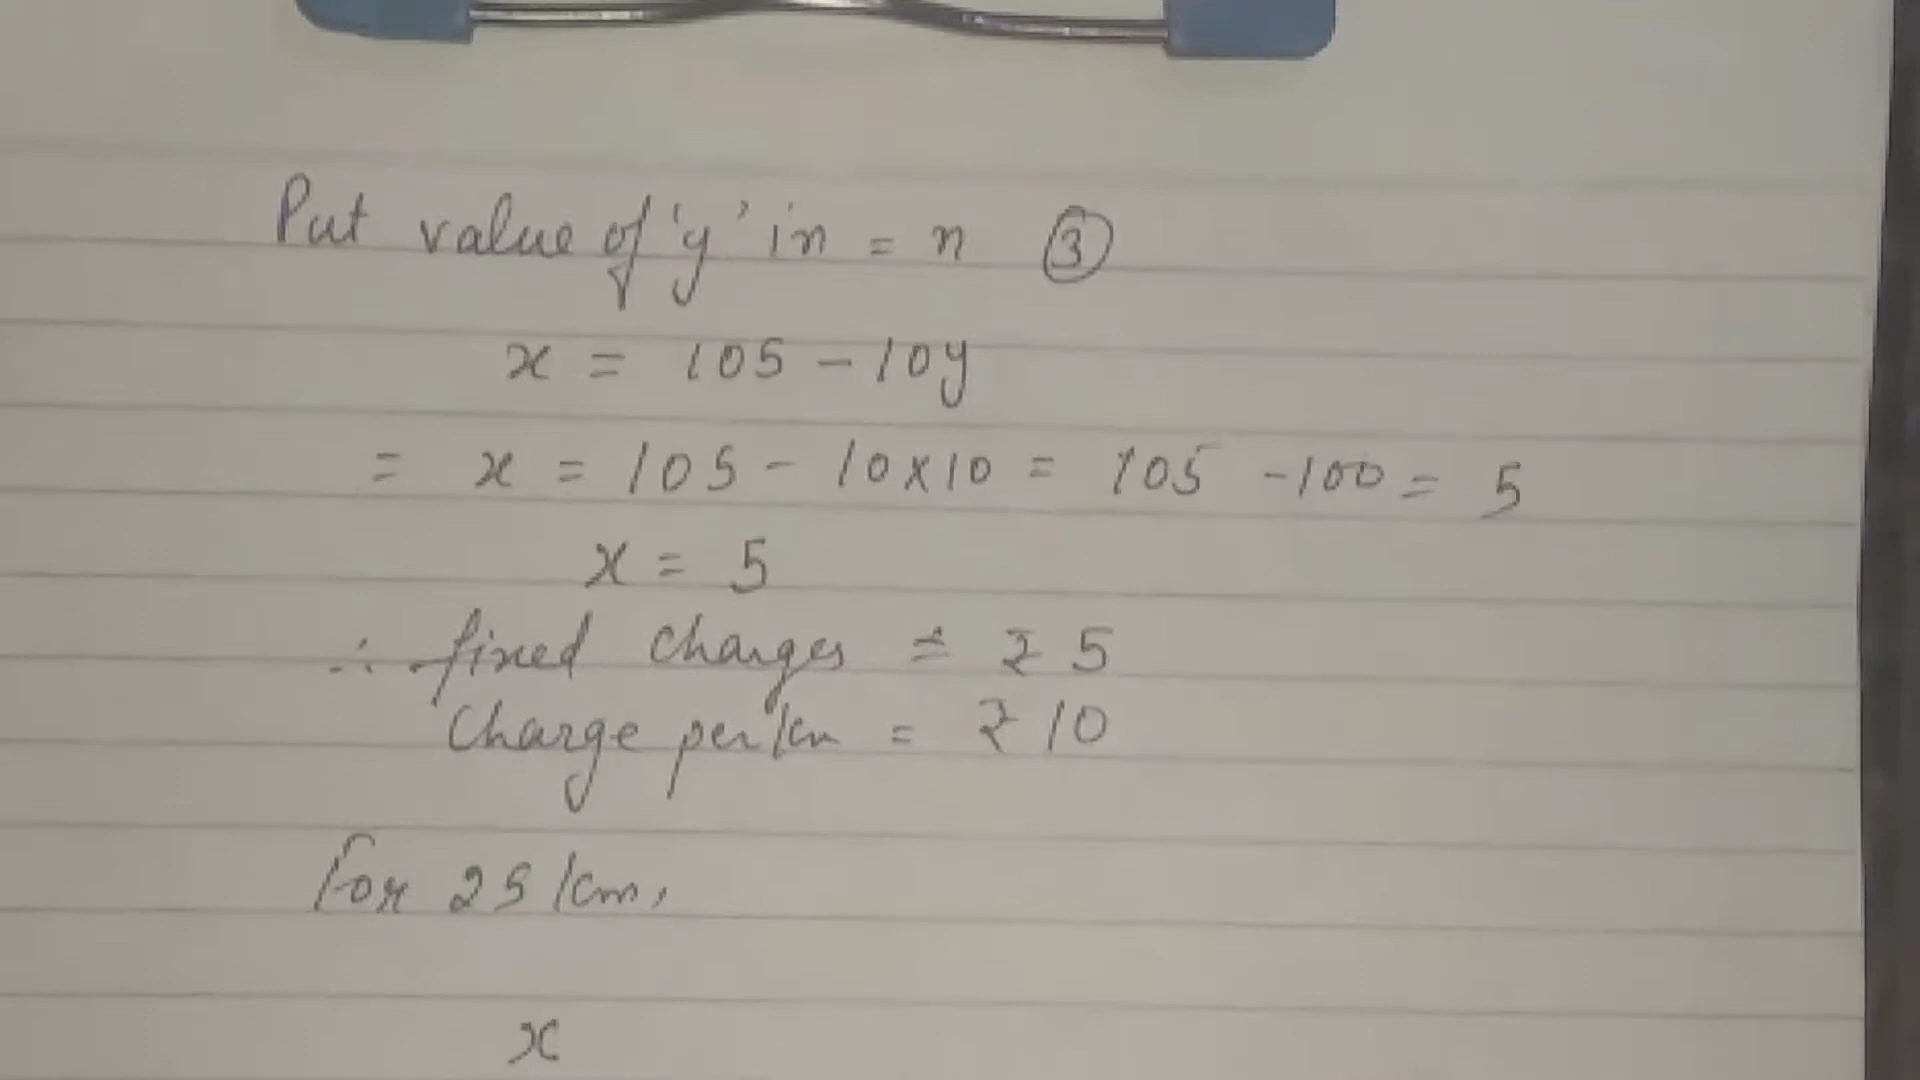 Put value of 'y' in = n ③
x = 105 - 10y
= x = 105 - 10x10 = 105 - 100 = 5
x = 5
∴ fixed charges = ₹ 5
Charge per km = ₹ 10
For 25 km,
x